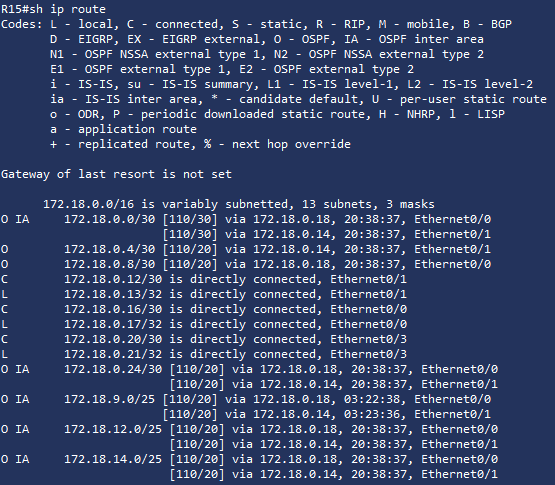 R15#sh ip route
Codes: L - local, C - connected, S - static, R - RIP, M - mobile, B - BGP
       D - EIGRP, EX - EIGRP external, O - OSPF, IA - OSPF inter area
       N1 - OSPF NSSA external type 1, N2 - OSPF NSSA external type 2
       E1 - OSPF external type 1, E2 - OSPF external type 2
       i - IS-IS, su - IS-IS summary, L1 - IS-IS level-1, L2 - IS-IS level-2
       ia - IS-IS inter area, * - candidate default, U - per-user static route
       o - ODR, P - periodic downloaded static route, H - NHRP, l - LISP
       a - application route
       + - replicated route, % - next hop override

Gateway of last resort is not set

      172.18.0.0/16 is variably subnetted, 13 subnets, 3 masks
O IA     172.18.0.0/30 [110/30] via 172.18.0.18, 20:38:37, Ethernet0/0
                       [110/30] via 172.18.0.14, 20:38:37, Ethernet0/1
O        172.18.0.4/30 [110/20] via 172.18.0.14, 20:38:37, Ethernet0/1
O        172.18.0.8/30 [110/20] via 172.18.0.18, 20:38:37, Ethernet0/0
C        172.18.0.12/30 is directly connected, Ethernet0/1
L        172.18.0.13/32 is directly connected, Ethernet0/1
C        172.18.0.16/30 is directly connected, Ethernet0/0
L        172.18.0.17/32 is directly connected, Ethernet0/0
C        172.18.0.20/30 is directly connected, Ethernet0/3
L        172.18.0.21/32 is directly connected, Ethernet0/3
O IA     172.18.0.24/30 [110/20] via 172.18.0.18, 20:38:37, Ethernet0/0
                        [110/20] via 172.18.0.14, 20:38:37, Ethernet0/1
O IA     172.18.9.0/25 [110/20] via 172.18.0.18, 03:22:38, Ethernet0/0
                       [110/20] via 172.18.0.14, 03:23:36, Ethernet0/1
O IA     172.18.12.0/25 [110/20] via 172.18.0.18, 20:38:37, Ethernet0/0
                        [110/20] via 172.18.0.14, 20:38:37, Ethernet0/1
O IA     172.18.14.0/25 [110/20] via 172.18.0.18, 20:38:37, Ethernet0/0
                        [110/20] via 172.18.0.14, 20:38:37, Ethernet0/1